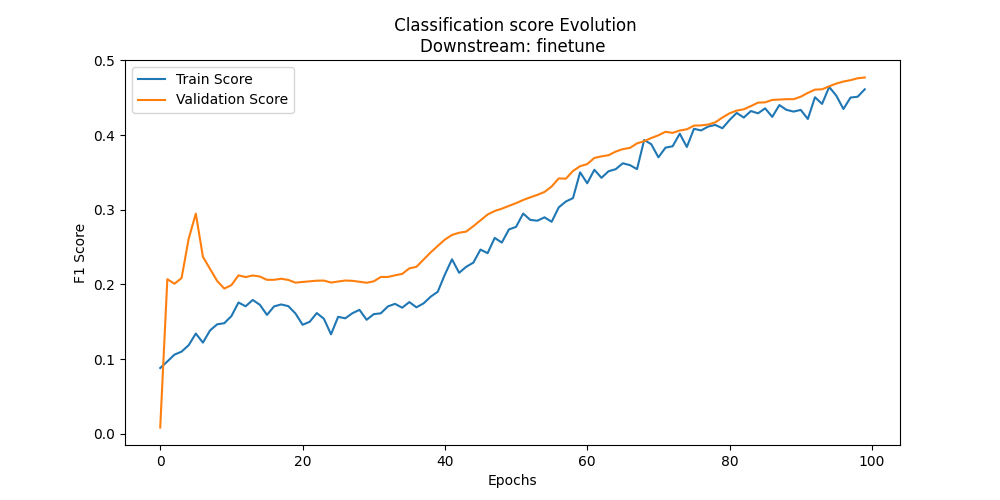 Classification score Evolution
Downstream: finetune
Train Score
Validation Score
F1 Score
0.5
0.4
0.3
0.2
0.1
0.0
0 20 40 60 80 100
Epochs